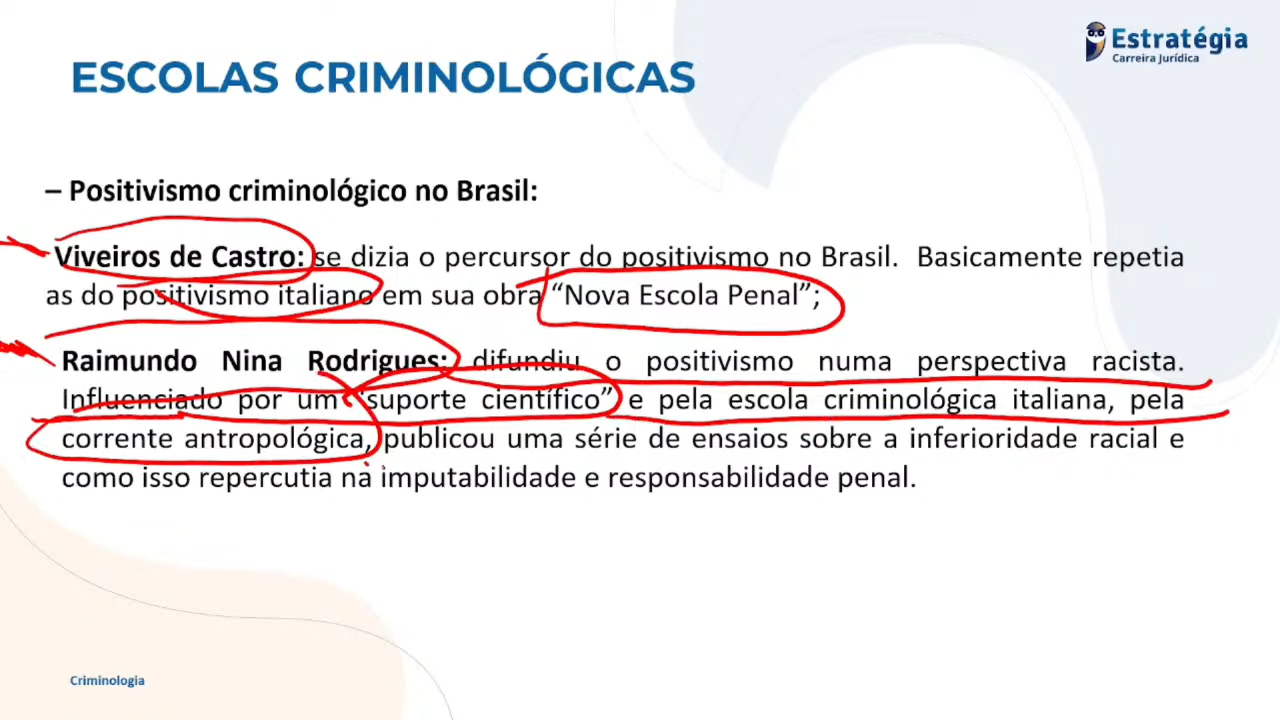 Estratégia
Carreira Jurídica
ESCOLAS CRIMINOLÓGICAS
– Positivismo criminológico no Brasil:
Viveiros de Castro: se dizia o percursor do positivismo no Brasil. Basicamente repetia
as do positivismo italiano em sua obra “Nova Escola Penal”;
Raimundo Nina Rodrigues: difundiu o positivismo numa perspectiva racista.
Influenciado por um “suporte científico” e pela escola criminológica italiana, pela
corrente antropológica, publicou uma série de ensaios sobre a inferioridade racial e
como isso repercutia na imputabilidade e responsabilidade penal.
Criminologia